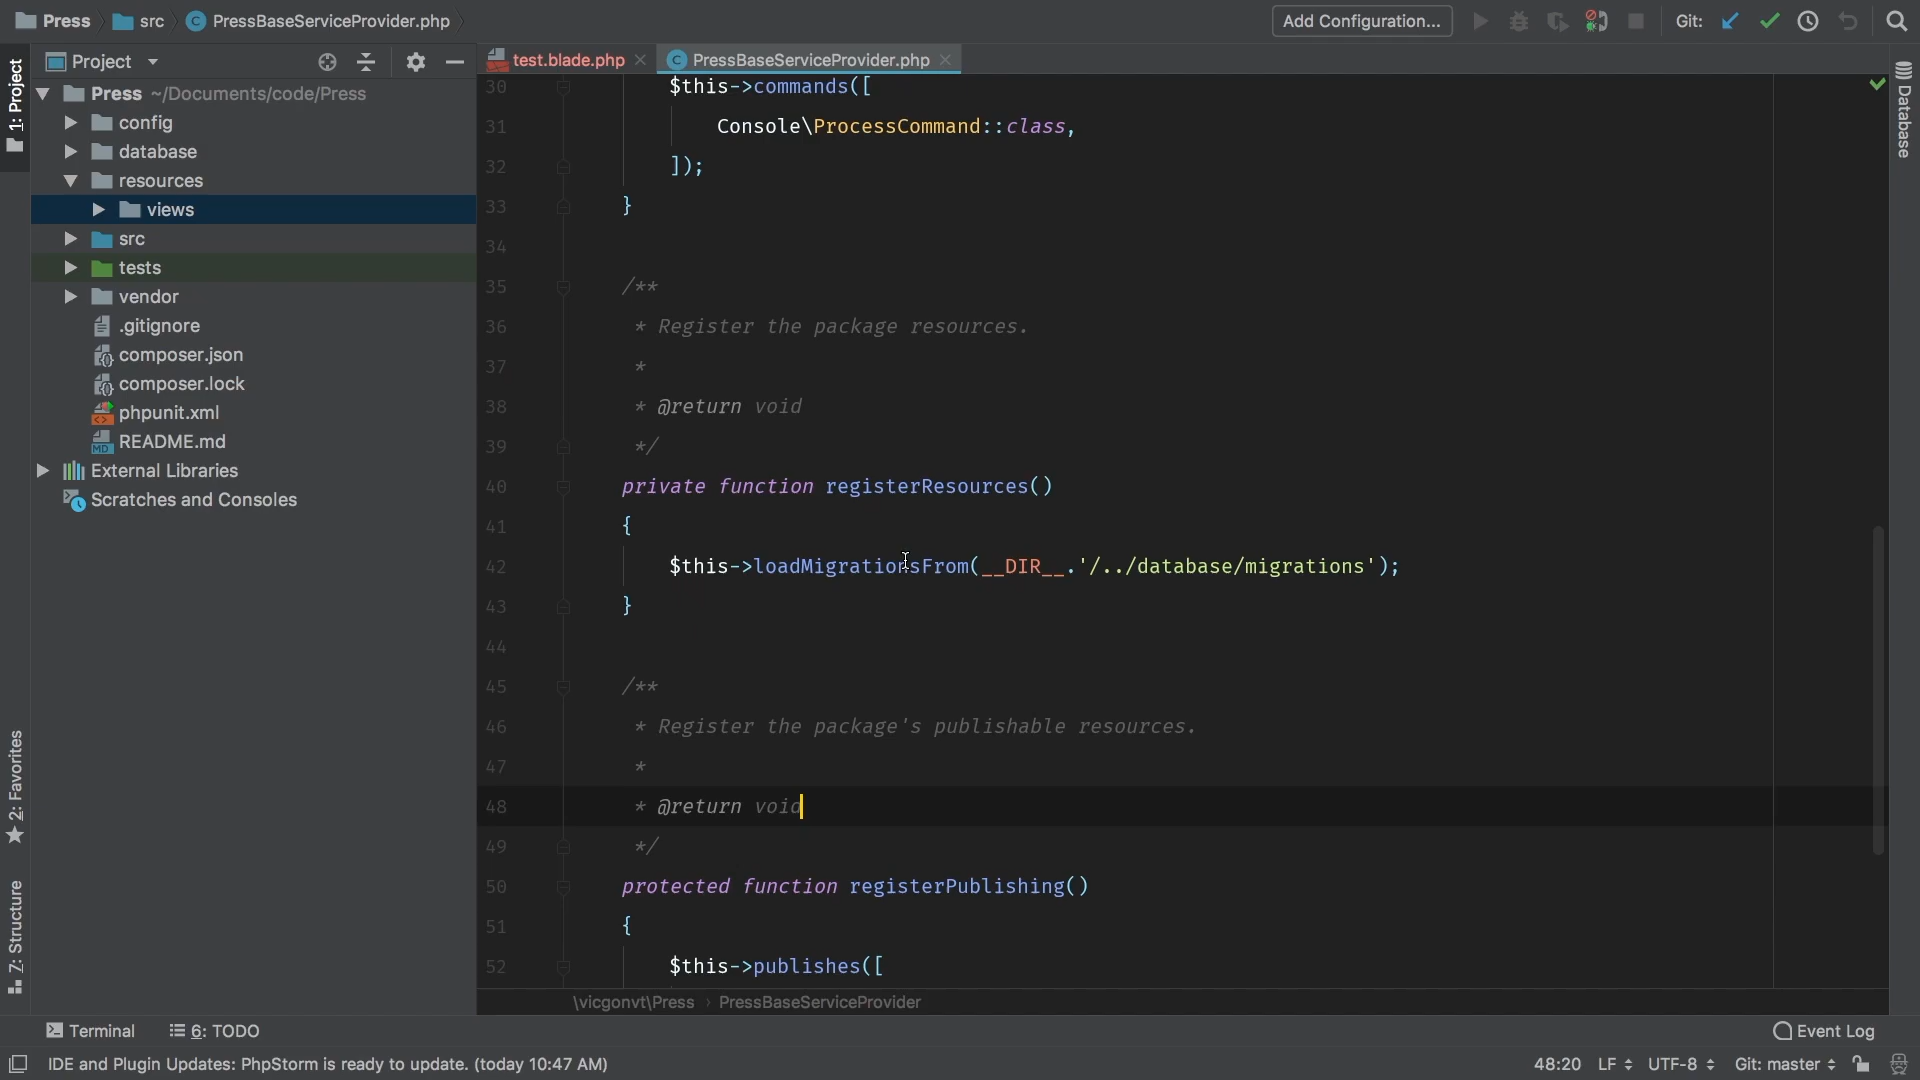 Press
src
PressBaseServiceProvider.php
Add Configuration...
Git:
Project
test.blade.php
PressBaseServiceProvider.php
1: Project
Press ~/Documents/code/Press
config
database
resources
views
src
tests
vendor
.gitignore
composer.json
composer.lock
phpunit.xml
README.md
External Libraries
Scratches and Consoles
2: Favorites
Z: Structure
Database
30 $this->commands([
31 Console\ProcessCommand::class,
32 ]);
33 }
34
35 /**
36 * Register the package resources.
37 *
38 * @return void
39 */
40 private function registerResources()
41 {
42 $this->loadMigrationsFrom(__DIR__.'/../database/migrations');
43 }
44
45 /**
46 * Register the package's publishable resources.
47 *
48 * @return void
49 */
50 protected function registerPublishing()
51 {
52 $this->publishes([
\vicgonvt\Press › PressBaseServiceProvider
Terminal
6: TODO
Event Log
IDE and Plugin Updates: PhpStorm is ready to update. (today 10:47 AM)
48:20
LF
UTF-8
Git: master